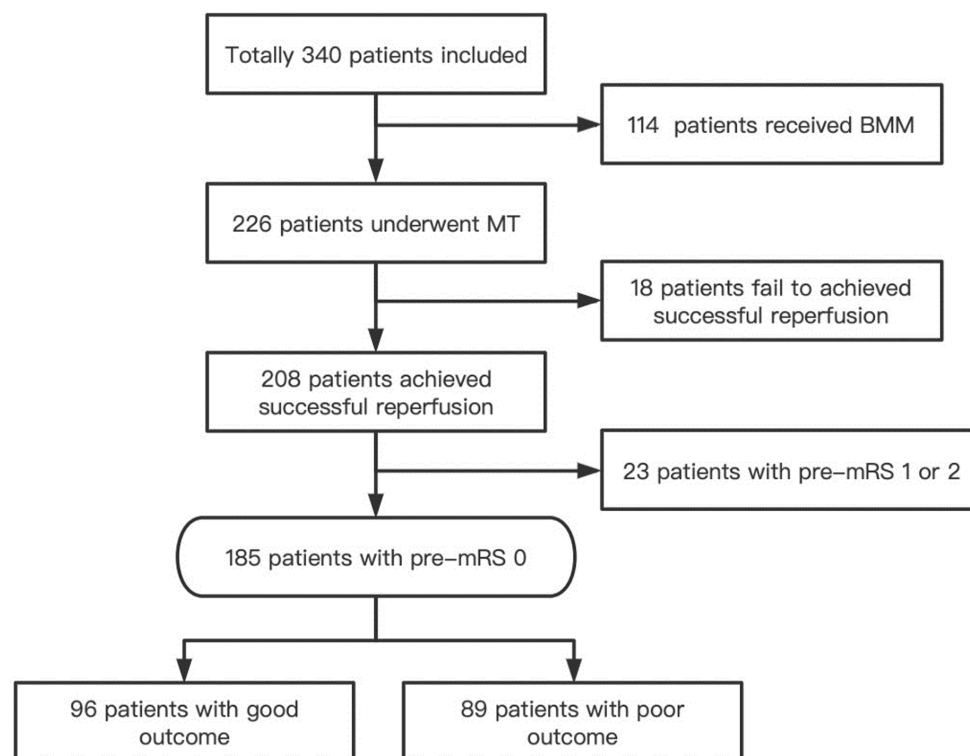 Totally 340 patients included
114 patients received BMM
226 patients underwent MT
18 patients fail to achieved
successful reperfusion
208 patients achieved
successful reperfusion
23 patients with pre–mRS 1 or 2
185 patients with pre–mRS 0
96 patients with good
outcome
89 patients with poor
outcome